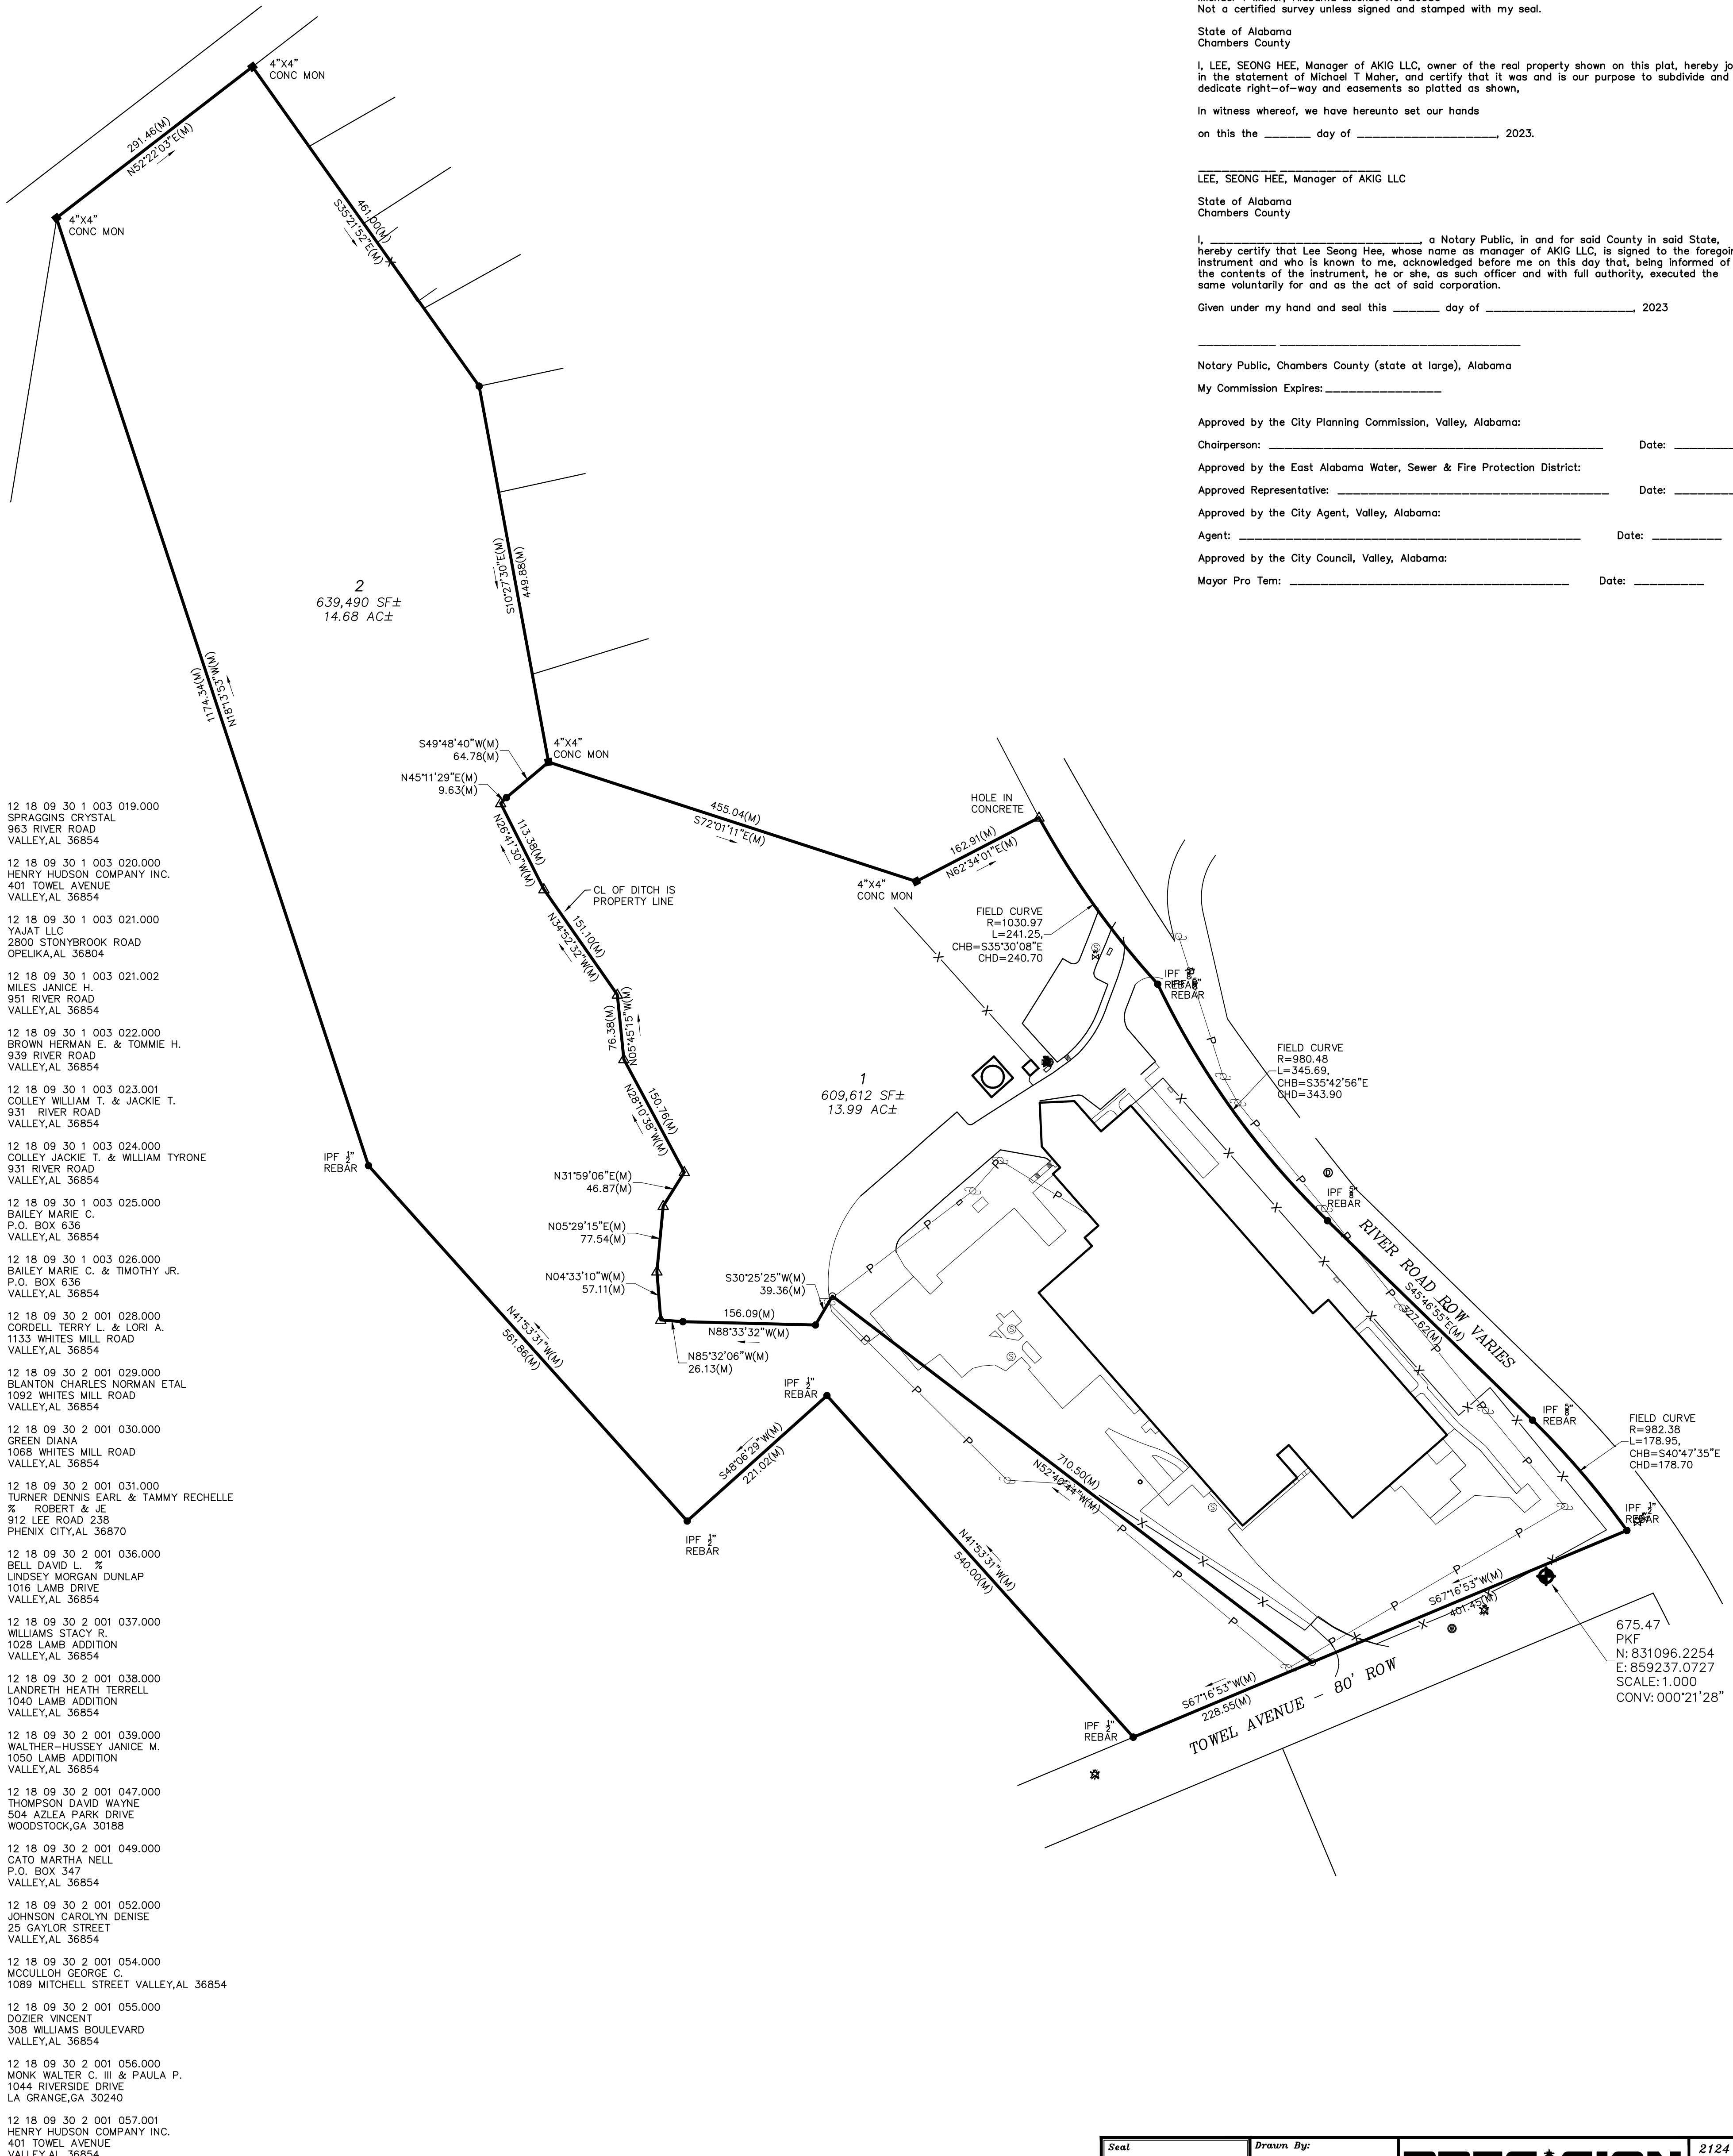 Not a certified survey unless signed and stamped with my seal.
State of Alabama
Chambers County
I, LEE, SEONG HEE, Manager of AKIG LLC, owner of the real property shown on this plat, hereby jo
in the statement of Michael T Maher, and certify that it was and is our purpose to subdivide and
dedicate right-of-way and easements so platted as shown,
In witness whereof, we have hereunto set our hands
on this the ______ day of __________________, 2023.
LEE, SEONG HEE, Manager of AKIG LLC
State of Alabama
Chambers County
I, ___________________________, a Notary Public, in and for said County in said State,
hereby certify that Lee Seong Hee, whose name as manager of AKIG LLC, is signed to the foregoin
instrument and who is known to me, acknowledged before me on this day that, being informed of
the contents of the instrument, he or she, as such officer and with full authority, executed the
same voluntarily for and as the act of said corporation.
Given under my hand and seal this ______ day of ___________________, 2023
Notary Public, Chambers County (state at large), Alabama
My Commission Expires: _______________
Approved by the City Planning Commission, Valley, Alabama:
Chairperson: ____________________ Date: ________
Approved by the East Alabama Water, Sewer & Fire Protection District:
Approved Representative: ____________________ Date: ________
Approved by the City Agent, Valley, Alabama:
Agent: ____________________ Date: _________
Approved by the City Council, Valley, Alabama:
Mayor Pro Tem: ____________________ Date: _________
4"X4"
CONC MON
291.46(M)
N52°22'03"E(M)
4"X4"
CONC MON
461.00(M)
S35°21'52"E(M)
S10°27'30"E(M)
449.88(M)
2
639,490 SF±
14.68 AC±
1174.34(M)
N18°13'53"W(M)
S49°48'40"W(M)
64.78(M)
4"X4"
CONC MON
N45°11'29"E(M)
9.63(M)
113.38(M)
N26°41'30"W(M)
455.04(M)
S72°01'11"E(M)
HOLE IN
CONCRETE
162.91(M)
N62°34'01"E(M)
4"X4"
CONC MON
CL OF DITCH IS
PROPERTY LINE
151.10(M)
N34°52'32"W(M)
FIELD CURVE
R=1030.97
L=241.25,
CHB=S35°30'08"E
CHD=240.70
IPF
REBAR
REBAR
76.38(M)
N05°45'15"W(M)
FIELD CURVE
R=980.48
L=345.69,
CHB=S35°42'56"E
CHD=343.90
1
609,612 SF±
13.99 AC±
150.76(M)
N28°10'38"W(M)
IPF 1/2"
REBAR
N31°59'06"E(M)
46.87(M)
IPF 5/8"
REBAR
N05°29'15"E(M)
77.54(M)
RIVER ROAD ROW VARIES
S45°46'55"E(M)
327.62(M)
N04°33'10"W(M)
57.11(M)
S30°25'25"W(M)
39.36(M)
156.09(M)
N88°33'32"W(M)
N85°32'06"W(M)
26.13(M)
N41°53'31"W(M)
561.86(M)
IPF 1/2"
REBAR
S48°06'29"W(M)
221.02(M)
IPF 1/2"
REBAR
710.50(M)
N52°40'44"W(M)
N41°53'31"W(M)
540.00(M)
IPF 5/8"
REBAR
FIELD CURVE
R=982.38
L=178.95,
CHB=S40°47'35"E
CHD=178.70
IPF 1/2"
REBAR
S67°16'53"W(M)
401.45(M)
675.47
PKF
N: 831096.2254
E: 859237.0727
SCALE: 1.000
CONV: 000°21'28"
S67°16'53"W(M)
228.55(M)
IPF 1/2"
REBAR
TOWEL AVENUE - 80' ROW
12 18 09 30 1 003 019.000
SPRAGGINS CRYSTAL
963 RIVER ROAD
VALLEY,AL 36854
12 18 09 30 1 003 020.000
HENRY HUDSON COMPANY INC.
401 TOWEL AVENUE
VALLEY,AL 36854
12 18 09 30 1 003 021.000
YAJAT LLC
2800 STONYBROOK ROAD
OPELIKA,AL 36804
12 18 09 30 1 003 021.002
MILES JANICE H.
951 RIVER ROAD
VALLEY,AL 36854
12 18 09 30 1 003 022.000
BROWN HERMAN E. & TOMMIE H.
939 RIVER ROAD
VALLEY,AL 36854
12 18 09 30 1 003 023.001
COLLEY WILLIAM T. & JACKIE T.
931 RIVER ROAD
VALLEY,AL 36854
12 18 09 30 1 003 024.000
COLLEY JACKIE T. & WILLIAM TYRONE
931 RIVER ROAD
VALLEY,AL 36854
12 18 09 30 1 003 025.000
BAILEY MARIE C.
P.O. BOX 636
VALLEY,AL 36854
12 18 09 30 1 003 026.000
BAILEY MARIE C. & TIMOTHY JR.
P.O. BOX 636
VALLEY,AL 36854
12 18 09 30 2 001 028.000
CORDELL TERRY L. & LORI A.
1133 WHITES MILL ROAD
VALLEY,AL 36854
12 18 09 30 2 001 029.000
BLANTON CHARLES NORMAN ETAL
1092 WHITES MILL ROAD
VALLEY,AL 36854
12 18 09 30 2 001 030.000
GREEN DIANA
1068 WHITES MILL ROAD
VALLEY,AL 36854
12 18 09 30 2 001 031.000
TURNER DENNIS EARL & TAMMY RECHELLE
% ROBERT & JE
912 LEE ROAD 238
PHENIX CITY,AL 36870
12 18 09 30 2 001 036.000
BELL DAVID L. %
LINDSEY MORGAN DUNLAP
1016 LAMB DRIVE
VALLEY,AL 36854
12 18 09 30 2 001 037.000
WILLIAMS STACY R.
1028 LAMB ADDITION
VALLEY,AL 36854
12 18 09 30 2 001 038.000
LANDRETH HEATH TERRELL
1040 LAMB ADDITION
VALLEY,AL 36854
12 18 09 30 2 001 039.000
WALTHER-HUSSEY JANICE M.
1050 LAMB ADDITION
VALLEY,AL 36854
12 18 09 30 2 001 047.000
THOMPSON DAVID WAYNE
504 AZLEA PARK DRIVE
WOODSTOCK,GA 30188
12 18 09 30 2 001 049.000
CATO MARTHA NELL
P.O. BOX 347
VALLEY,AL 36854
12 18 09 30 2 001 052.000
JOHNSON CAROLYN DENISE
25 GAYLOR STREET
VALLEY,AL 36854
12 18 09 30 2 001 054.000
MCCULLOH GEORGE C.
1089 MITCHELL STREET VALLEY,AL 36854
12 18 09 30 2 001 055.000
DOZIER VINCENT
308 WILLIAMS BOULEVARD
VALLEY,AL 36854
12 18 09 30 2 001 056.000
MONK WALTER C. III & PAULA P.
1044 RIVERSIDE DRIVE
LA GRANGE,GA 30240
12 18 09 30 2 001 057.001
HENRY HUDSON COMPANY INC.
401 TOWEL AVENUE
VALLEY,AL 36854
Seal
Drawn By:
2124